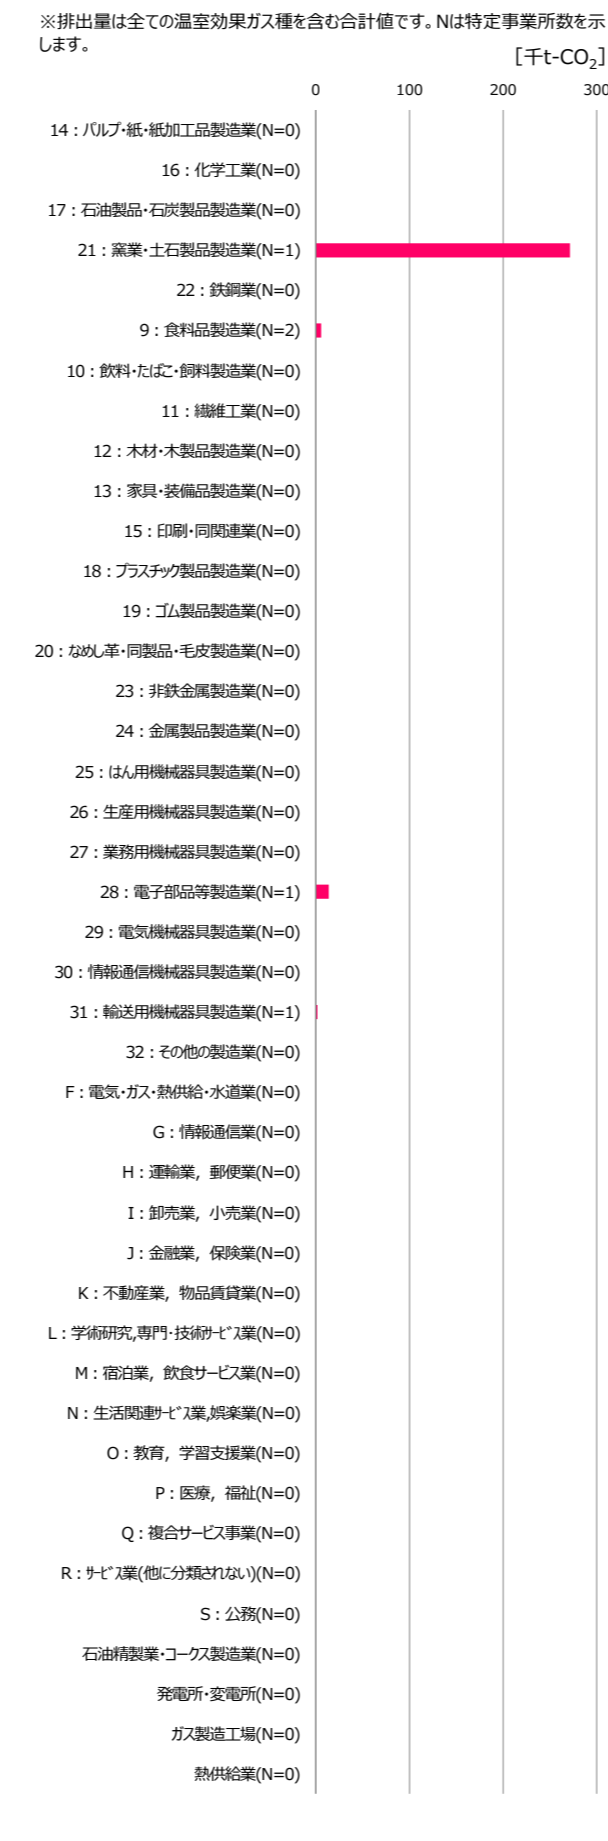 ※排出量は全ての温室効果ガス種を含む合計値です。Nは特定事業所数を示
します。
[千t-CO₂]
0 100 200 300
14：パルプ・紙・紙加工品製造業(N=0)
16：化学工業(N=0)
17：石油製品・石炭製品製造業(N=0)
21：窯業・土石製品製造業(N=1)
22：鉄鋼業(N=0)
9：食料品製造業(N=2)
10：飲料・たばこ・飼料製造業(N=0)
11：繊維工業(N=0)
12：木材・木製品製造業(N=0)
13：家具・装備品製造業(N=0)
15：印刷・同関連業(N=0)
18：プラスチック製品製造業(N=0)
19：ゴム製品製造業(N=0)
20：なめし革・同製品・毛皮製造業(N=0)
23：非鉄金属製造業(N=0)
24：金属製品製造業(N=0)
25：はん用機械器具製造業(N=0)
26：生産用機械器具製造業(N=0)
27：業務用機械器具製造業(N=0)
28：電子部品等製造業(N=1)
29：電気機械器具製造業(N=0)
30：情報通信機械器具製造業(N=0)
31：輸送用機械器具製造業(N=1)
32：その他の製造業(N=0)
F：電気・ガス・熱供給・水道業(N=0)
G：情報通信業(N=0)
H：運輸業，郵便業(N=0)
I：卸売業，小売業(N=0)
J：金融業，保険業(N=0)
K：不動産業，物品賃貸業(N=0)
L：学術研究,専門・技術ｻｰﾋﾞｽ業(N=0)
M：宿泊業，飲食サービス業(N=0)
N：生活関連ｻｰﾋﾞｽ業,娯楽業(N=0)
O：教育，学習支援業(N=0)
P：医療，福祉(N=0)
Q：複合サービス事業(N=0)
R：ｻｰﾋﾞｽ業(他に分類されない)(N=0)
S：公務(N=0)
石油精製業・コークス製造業(N=0)
発電所・変電所(N=0)
ガス製造工場(N=0)
熱供給業(N=0)